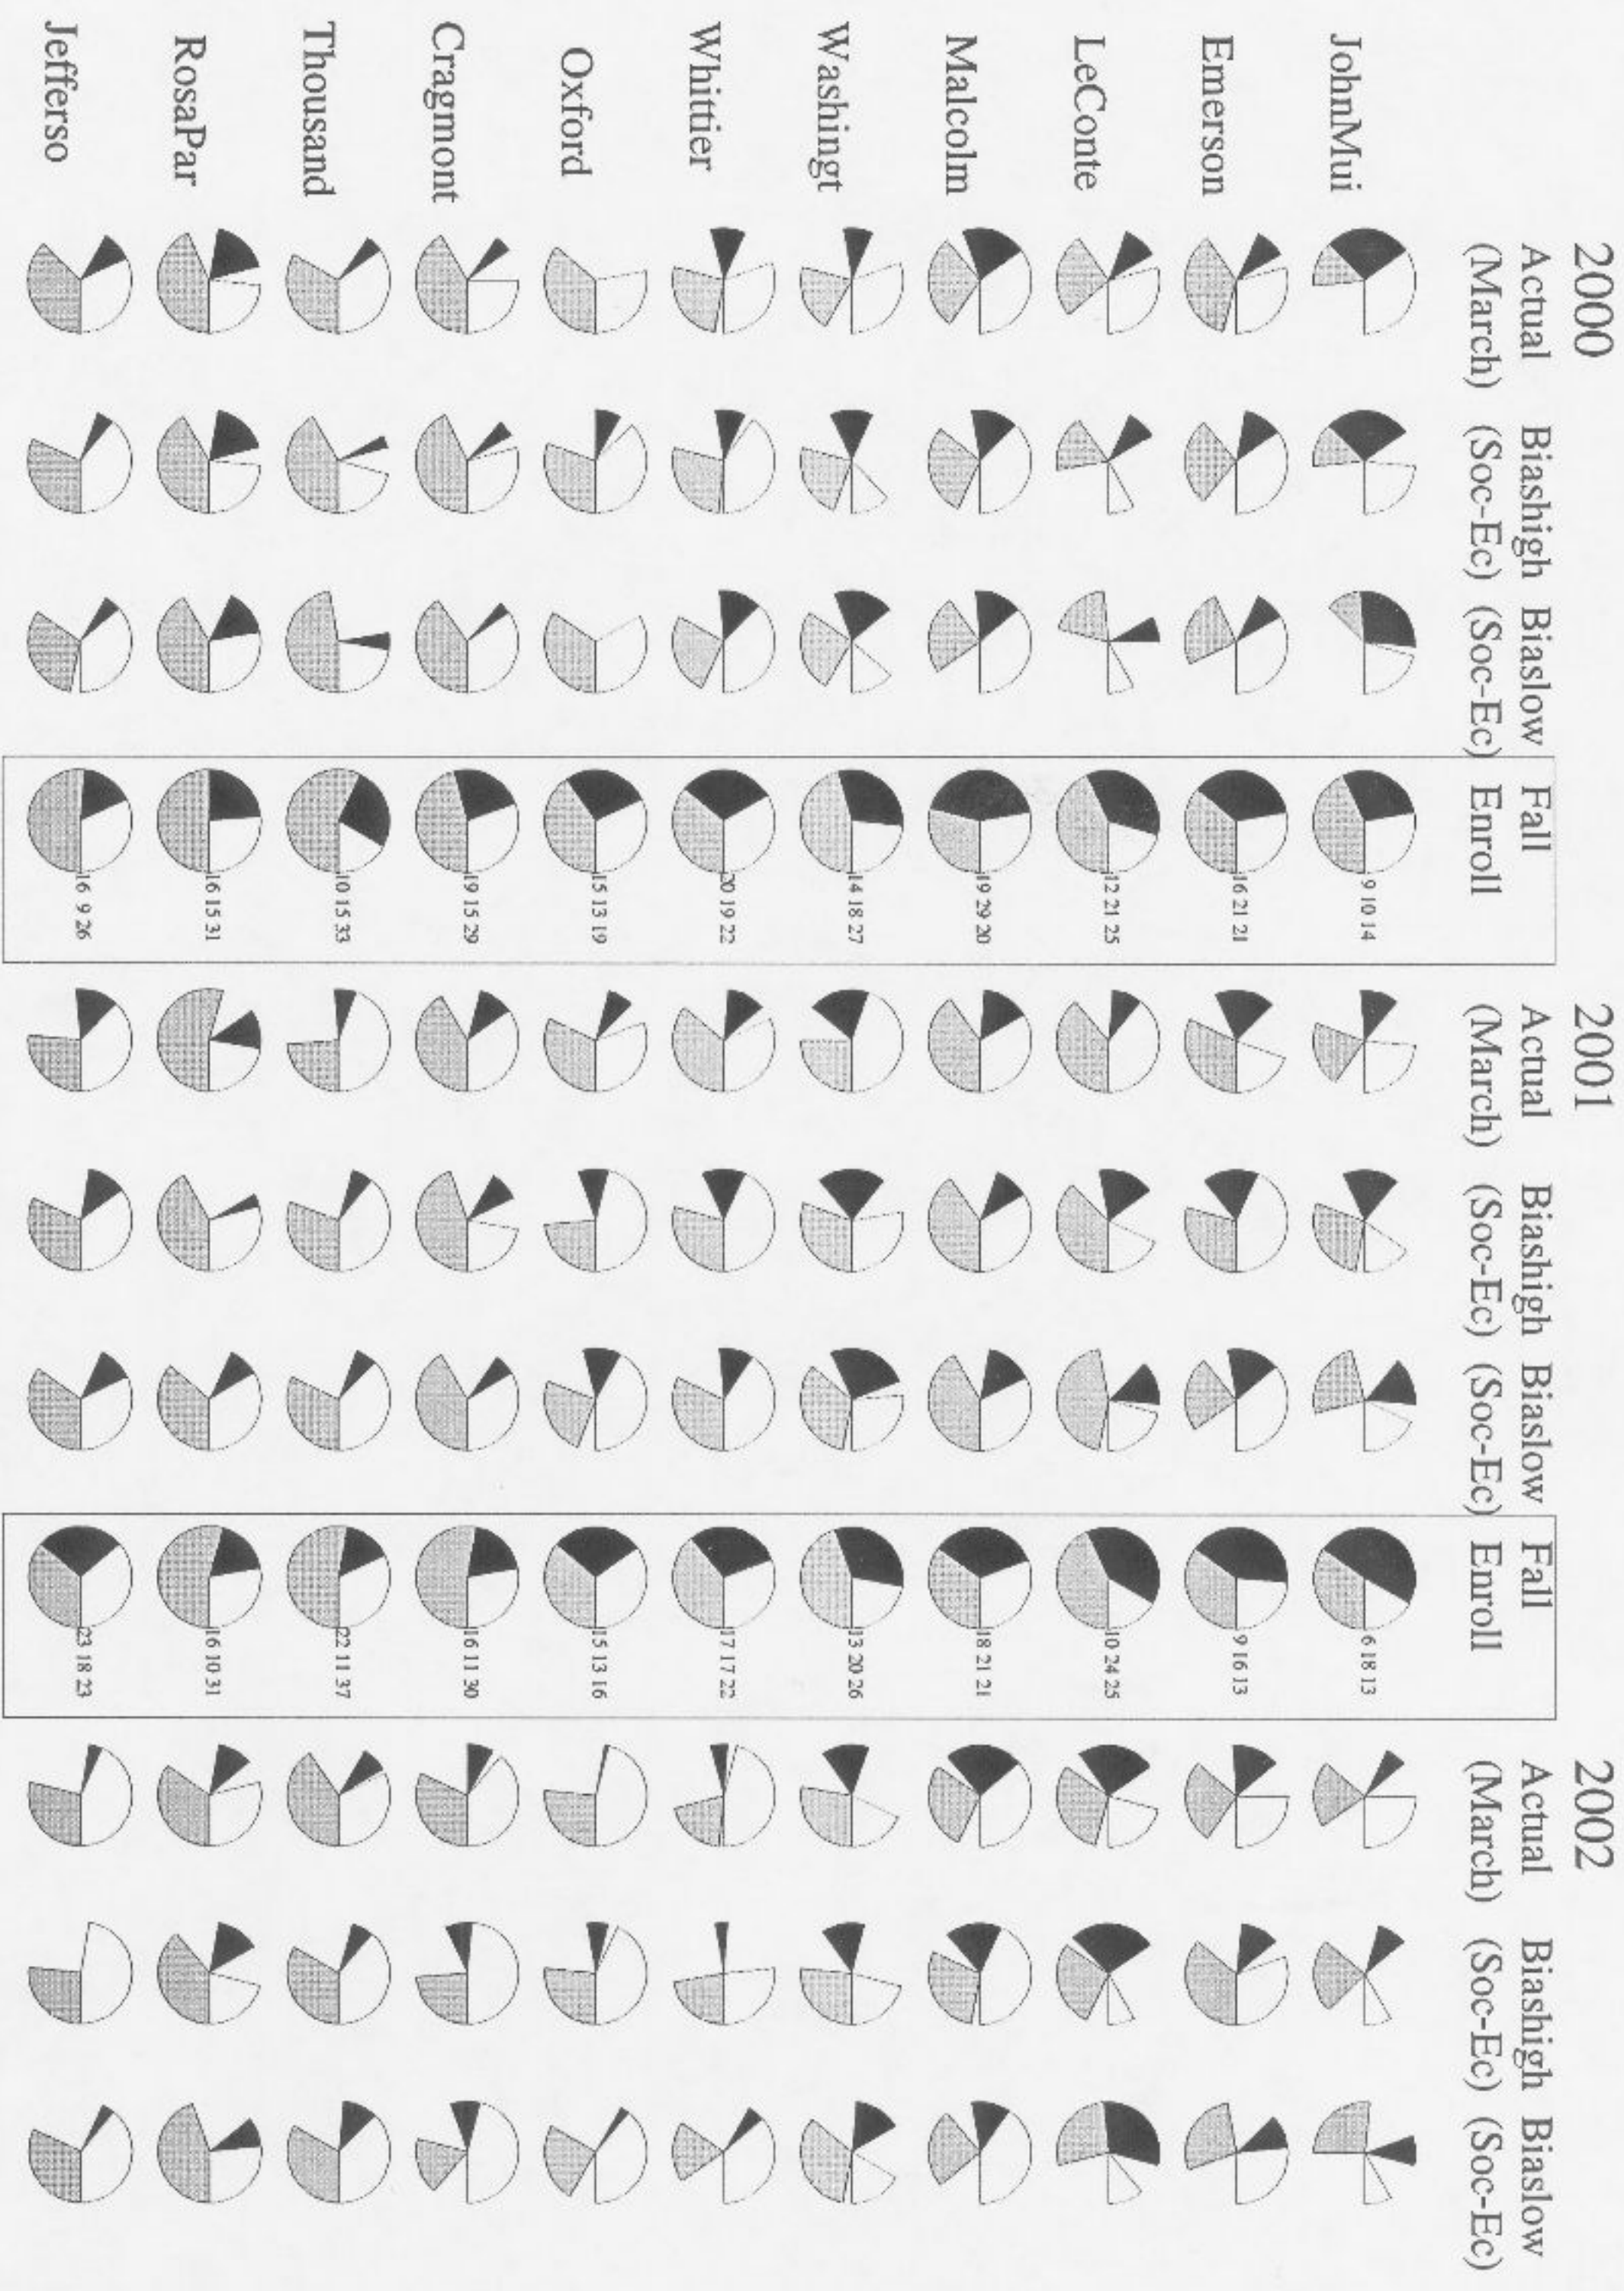 2000 2001 2002
Actual Biashigh Biaslow Fall Actual Biashigh Biaslow Fall Actual Biashigh Biaslow
(March) (Soc-Ec) (Soc-Ec) Enroll (March) (Soc-Ec) (Soc-Ec) Enroll (March) (Soc-Ec) (Soc-Ec)
JohnMui 9 10 14 6 18 13
Emerson 16 21 21 9 16 13
LeConte 12 21 25 10 24 25
Malcolm 19 29 20 18 21 21
Washingt 14 18 27 13 20 26
Whittier 20 19 22 17 17 22
Oxford 15 13 19 15 13 16
Cragmont 19 15 29 16 11 30
Thousand 10 15 33 22 11 37
RosaPar 16 15 31 16 10 31
Jefferso 16 9 26 23 18 23